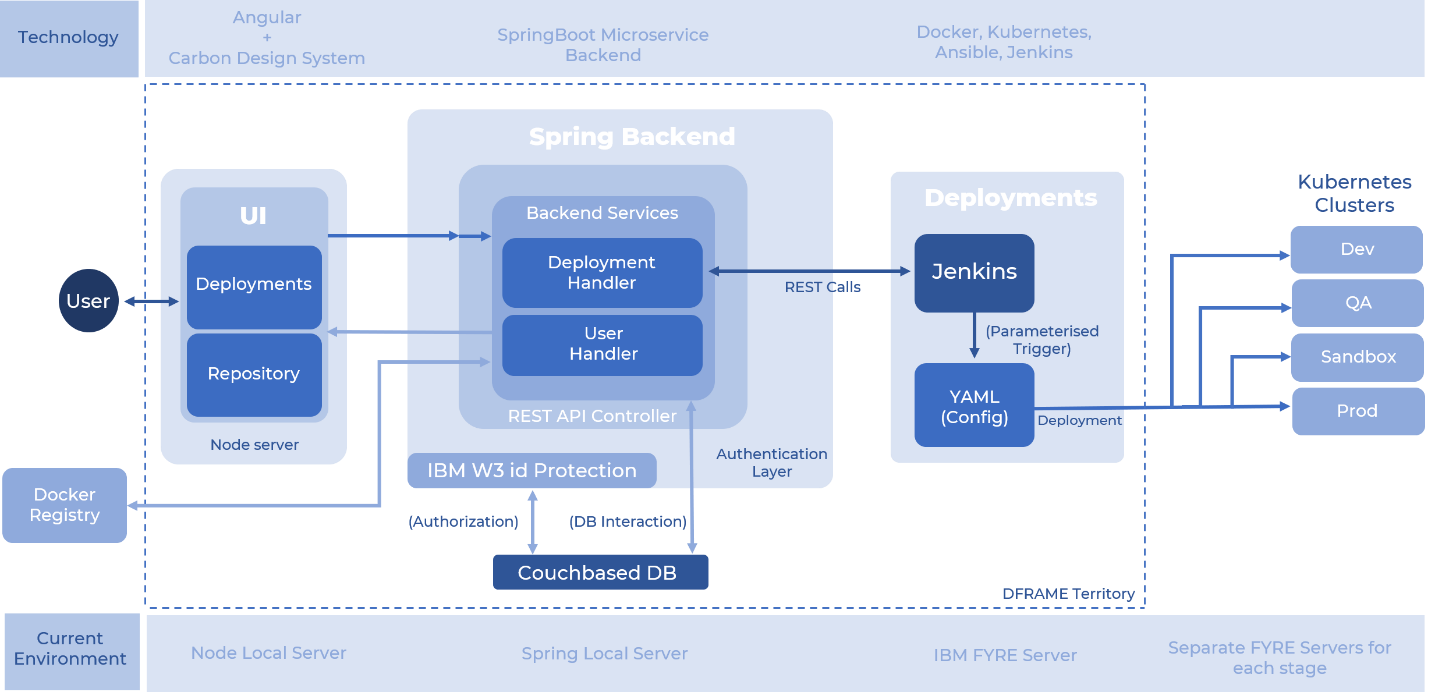 Technology
Angular
+
Carbon Design System
SpringBoot Microservice
Backend
Docker, Kubernetes,
Ansible, Jenkins
Spring Backend
UI
Deployments
Repository
Node server
User
Backend Services
Deployment
Handler
User
Handler
REST API Controller
Authentication
Layer
IBM W3 id Protection
(Authorization)
(DB Interaction)
Couchbased DB
REST Calls
Deployments
Jenkins
(Parameterised
Trigger)
YAML
(Config)
Deployment
Kubernetes
Clusters
Dev
QA
Sandbox
Prod
Docker
Registry
DFRAME Territory
Current
Environment
Node Local Server
Spring Local Server
IBM FYRE Server
Separate FYRE Servers for
each stage